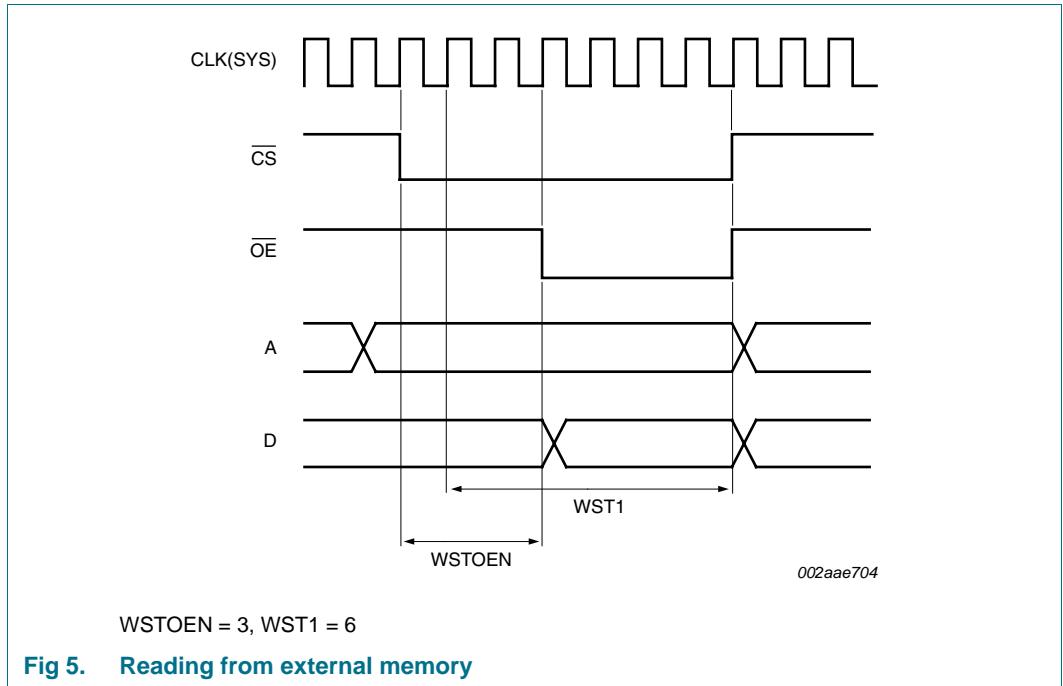 CLK(SYS)
CS
OE
A
D
WST1
WSTOEN
002aae704
WSTOEN = 3, WST1 = 6
Fig 5. Reading from external memory